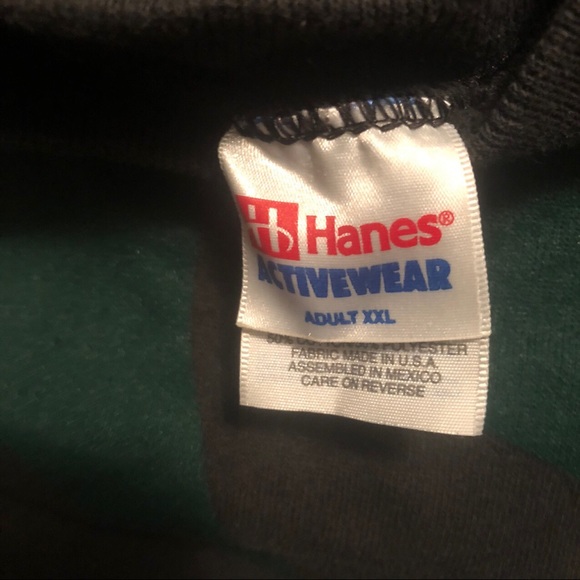 Hanes®
ACTIVEWEAR
ADULT XXL
POLYESTER
FABRIC MADE IN U.S.A.
ASSEMBLED IN MEXICO
CARE ON REVERSE